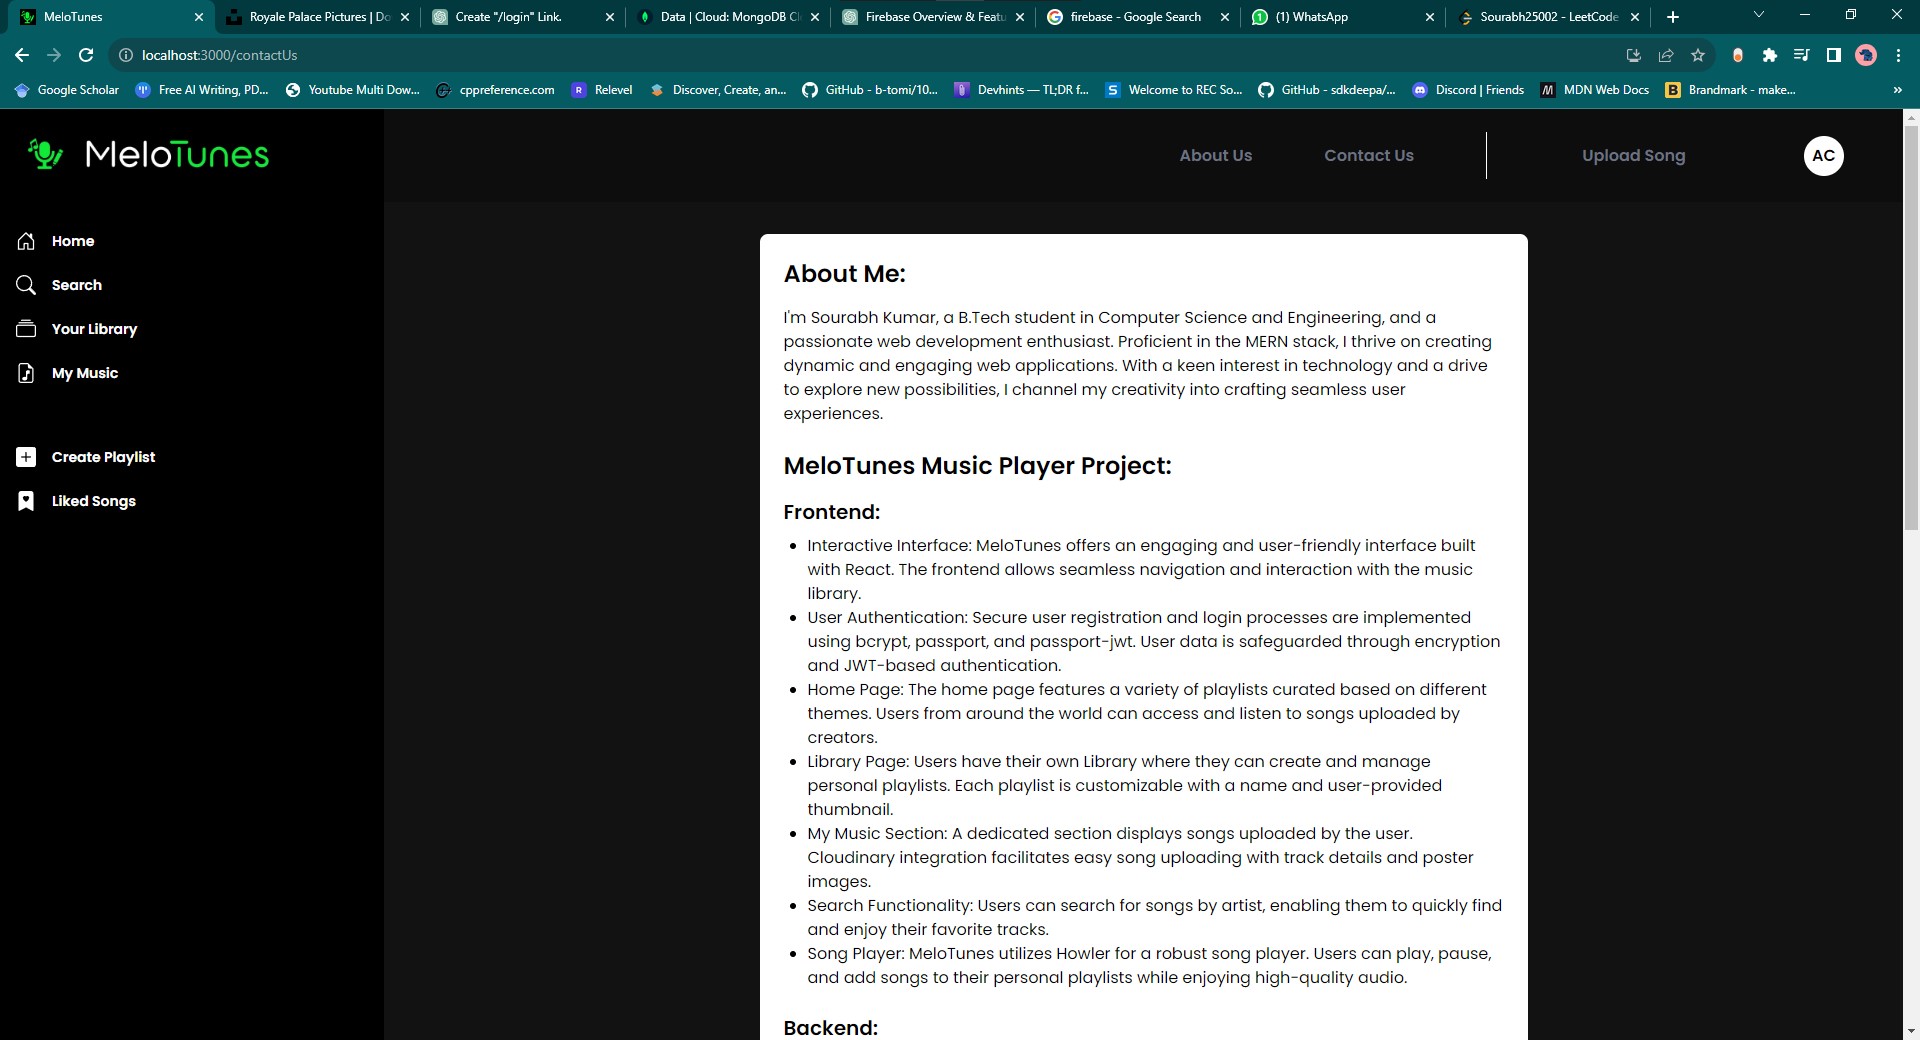 MeloTunes
Royale Palace Pictures | Do
Create "/login" Link.
Data | Cloud: MongoDB Cl
Firebase Overview & Featu
firebase - Google Search
(1) WhatsApp
Sourabh25002 - LeetCode
localhost:3000/contactUs
Google Scholar
Free AI Writing, PD...
Youtube Multi Dow...
cppreference.com
Relevel
Discover, Create, an...
GitHub - b-tomi/10...
Devhints — TL;DR f...
Welcome to REC So...
GitHub - sdkdeepa/...
Discord | Friends
MDN Web Docs
Brandmark - make...
MeloTunes
About Us
Contact Us
Upload Song
AC
Home
Search
Your Library
My Music
Create Playlist
Liked Songs
About Me:
I'm Sourabh Kumar, a B.Tech student in Computer Science and Engineering, and a
passionate web development enthusiast. Proficient in the MERN stack, I thrive on creating
dynamic and engaging web applications. With a keen interest in technology and a drive
to explore new possibilities, I channel my creativity into crafting seamless user
experiences.
MeloTunes Music Player Project:
Frontend:
• Interactive Interface: MeloTunes offers an engaging and user-friendly interface built
with React. The frontend allows seamless navigation and interaction with the music
library.
• User Authentication: Secure user registration and login processes are implemented
using bcrypt, passport, and passport-jwt. User data is safeguarded through encryption
and JWT-based authentication.
• Home Page: The home page features a variety of playlists curated based on different
themes. Users from around the world can access and listen to songs uploaded by
creators.
• Library Page: Users have their own Library where they can create and manage
personal playlists. Each playlist is customizable with a name and user-provided
thumbnail.
• My Music Section: A dedicated section displays songs uploaded by the user.
Cloudinary integration facilitates easy song uploading with track details and poster
images.
• Search Functionality: Users can search for songs by artist, enabling them to quickly find
and enjoy their favorite tracks.
• Song Player: MeloTunes utilizes Howler for a robust song player. Users can play, pause,
and add songs to their personal playlists while enjoying high-quality audio.
Backend: